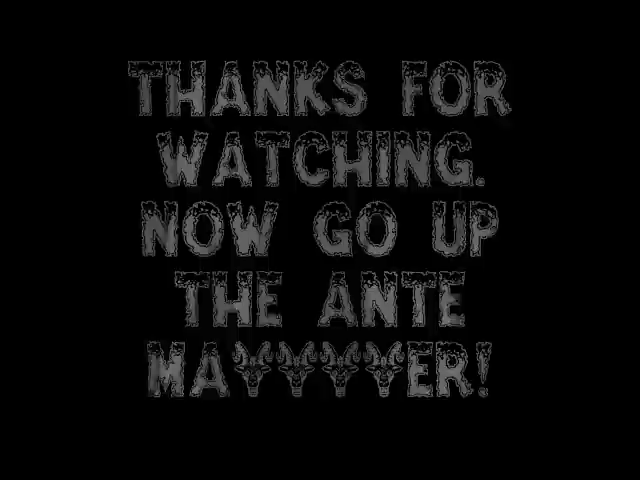 THANKS FOR
WATCHING.
NOW GO UP
THE ANTE
MAYYYYER!